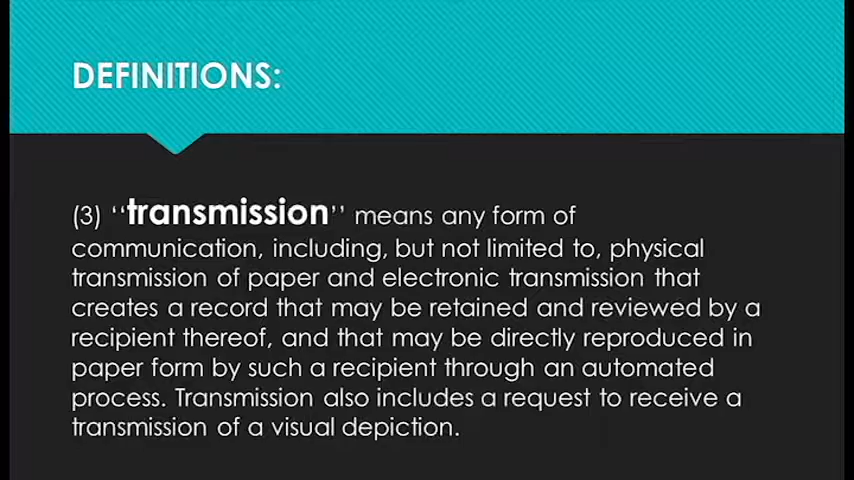 DEFINITIONS:
(3) ‘‘transmission’’ means any form of
communication, including, but not limited to, physical
transmission of paper and electronic transmission that
creates a record that may be retained and reviewed by a
recipient thereof, and that may be directly reproduced in
paper form by such a recipient through an automated
process. Transmission also includes a request to receive a
transmission of a visual depiction.